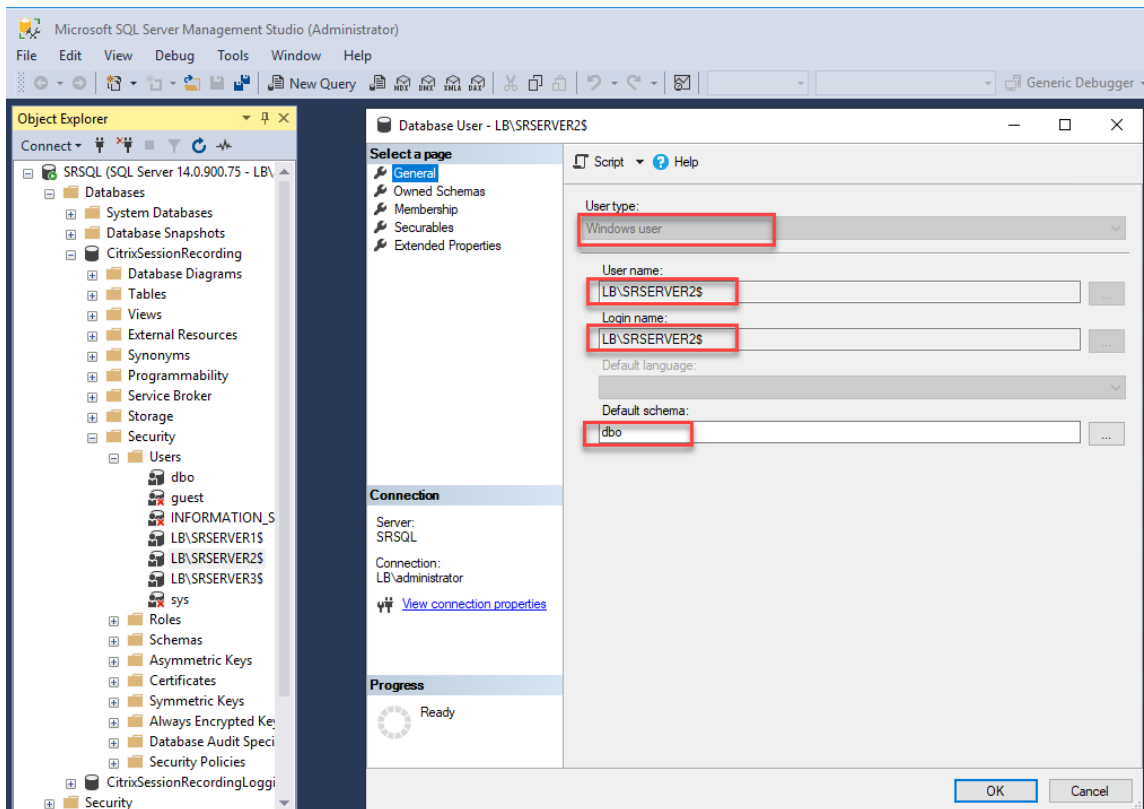 Microsoft SQL Server Management Studio (Administrator)
File Edit View Debug Tools Window Help
New Query MDX DMX XMLA DAX Generic Debugger
Object Explorer
Connect
SRSQL (SQL Server 14.0.900.75 - LB\
Databases
System Databases
Database Snapshots
CitrixSessionRecording
Database Diagrams
Tables
Views
External Resources
Synonyms
Programmability
Service Broker
Storage
Security
Users
dbo
guest
INFORMATION_S
LB\SRSERVER1$
LB\SRSERVER2$
LB\SRSERVER3$
sys
Roles
Schemas
Asymmetric Keys
Certificates
Symmetric Keys
Always Encrypted Key
Database Audit Speci
Security Policies
CitrixSessionRecordingLoggi
Security
Database User - LB\SRSERVER2$
Select a page
General
Owned Schemas
Membership
Securables
Extended Properties
Connection
Server:
SRSQL
Connection:
LB\administrator
View connection properties
Progress
Ready
Script Help
User type:
Windows user
User name:
LB\SRSERVER2$
...
Login name:
LB\SRSERVER2$
...
Default language:
Default schema:
dbo
...
OK Cancel